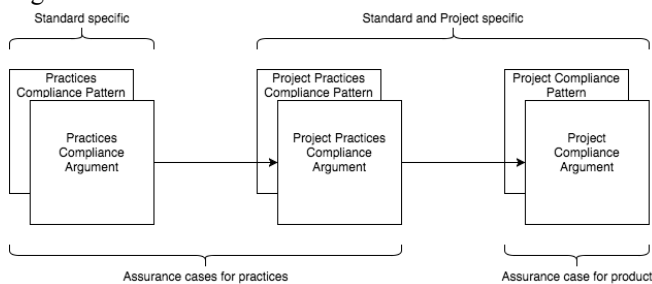 Standard specific
Standard and Project specific
Practices
Compliance Pattern
Practices
Compliance
Argument
Project Practices
Compliance Pattern
Project Practices
Compliance
Argument
Project Compliance
Pattern
Project
Compliance
Argument
Assurance cases for practices
Assurance case for product